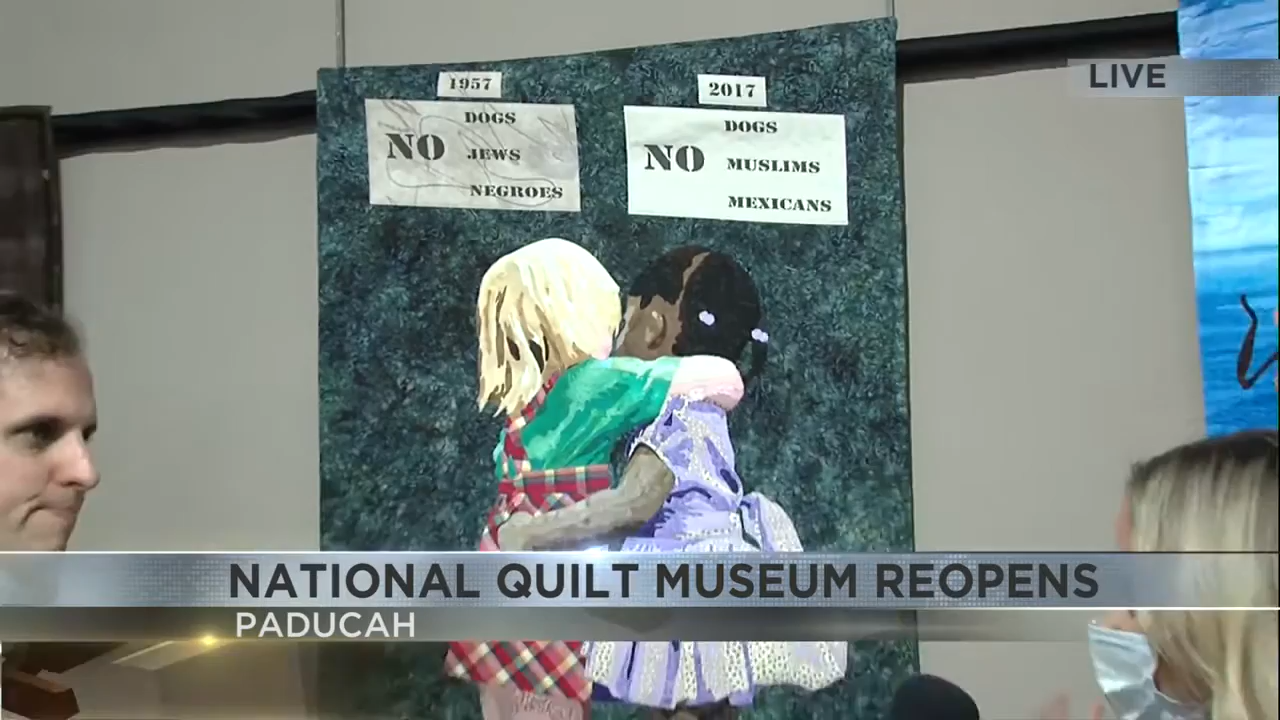 LIVE
1957
2017
NO
DOGS
JEWS
NEGROES
NO
DOGS
MUSLIMS
MEXICANS
NATIONAL QUILT MUSEUM REOPENS
PADUCAH